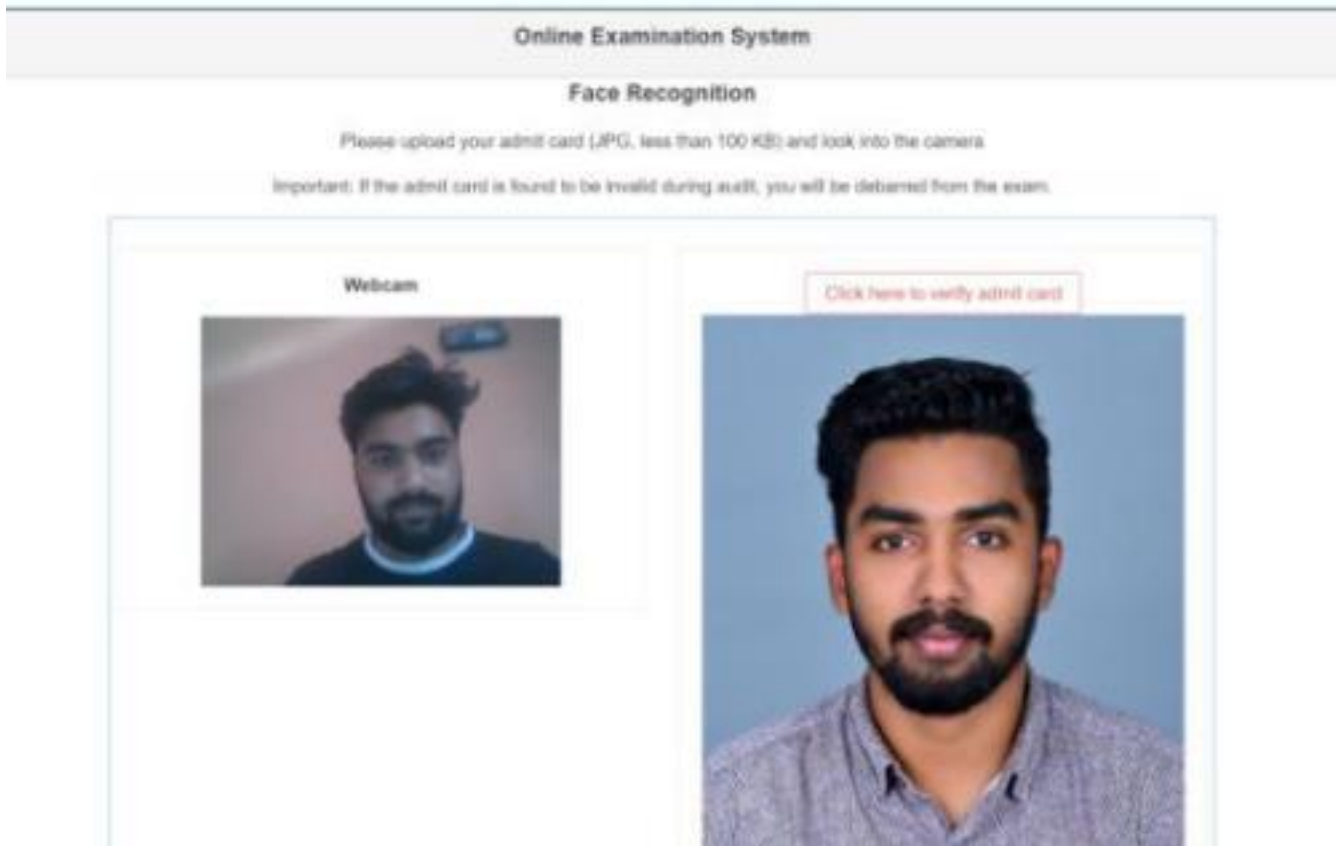 Online Examination System
Face Recognition
Please upload your admit card (JPG, less than 100 KB) and look into the camera
Important: If the admit card is found to be invalid during audit, you will be debarred from the exam.
Webcam
Click here to verify admit card